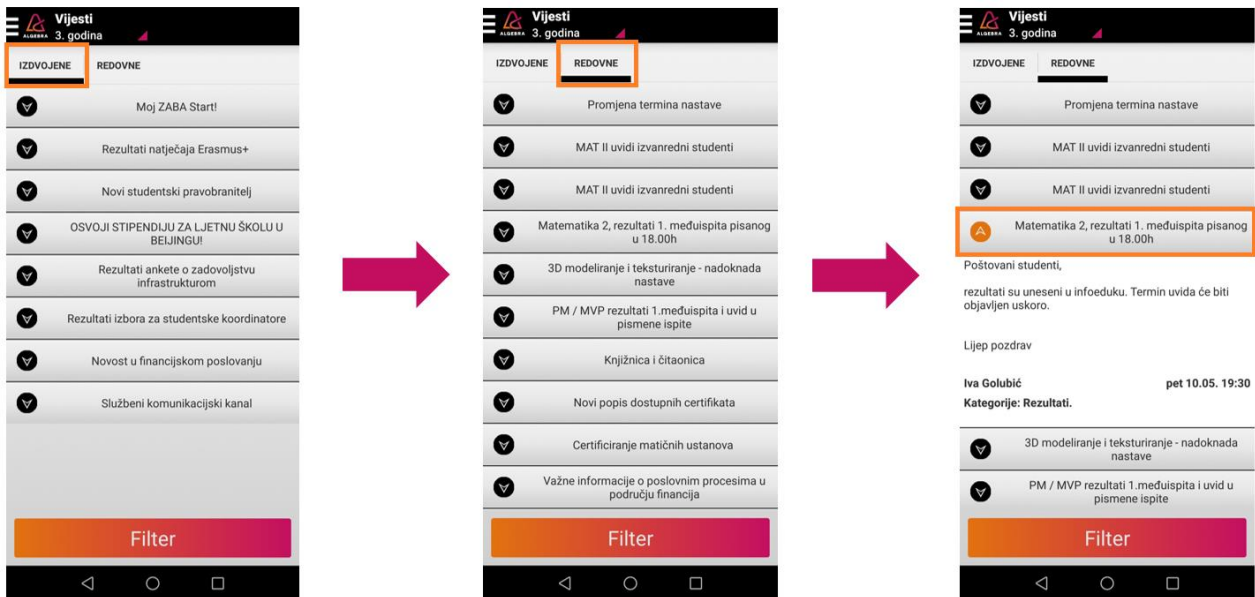 Vijesti
ALGEBRA
3. godina
IZDVOJENE
REDOVNE
Moj ZABA Start!
Rezultati natječaja Erasmus+
Novi studentski pravobranitelj
OSVOJI STIPENDIJU ZA LJETNU ŠKOLU U
BEIJINGU!
Rezultati ankete o zadovoljstvu
infrastrukturom
Rezultati izbora za studentske koordinatore
Novost u financijskom poslovanju
Službeni komunikacijski kanal
Filter
Vijesti
ALGEBRA
3. godina
IZDVOJENE
REDOVNE
Promjena termina nastave
MAT II uvidi izvanredni studenti
MAT II uvidi izvanredni studenti
Matematika 2, rezultati 1. međuispita pisanog
u 18.00h
3D modeliranje i teksturiranje - nadoknada
nastave
PM / MVP rezultati 1.međuispita i uvid u
pismene ispite
Knjižnica i čitaonica
Novi popis dostupnih certifikata
Certificiranje matičnih ustanova
Važne informacije o poslovnim procesima u
području financija
Filter
Vijesti
ALGEBRA
3. godina
IZDVOJENE
REDOVNE
Promjena termina nastave
MAT II uvidi izvanredni studenti
MAT II uvidi izvanredni studenti
Matematika 2, rezultati 1. međuispita pisanog
u 18.00h
Poštovani studenti,
rezultati su uneseni u infoeduku. Termin uvida će biti
objavljen uskoro.
Lijep pozdrav
Iva Golubić pet 10.05. 19:30
Kategorije: Rezultati.
3D modeliranje i teksturiranje - nadoknada
nastave
PM / MVP rezultati 1.međuispita i uvid u
pismene ispite
Filter